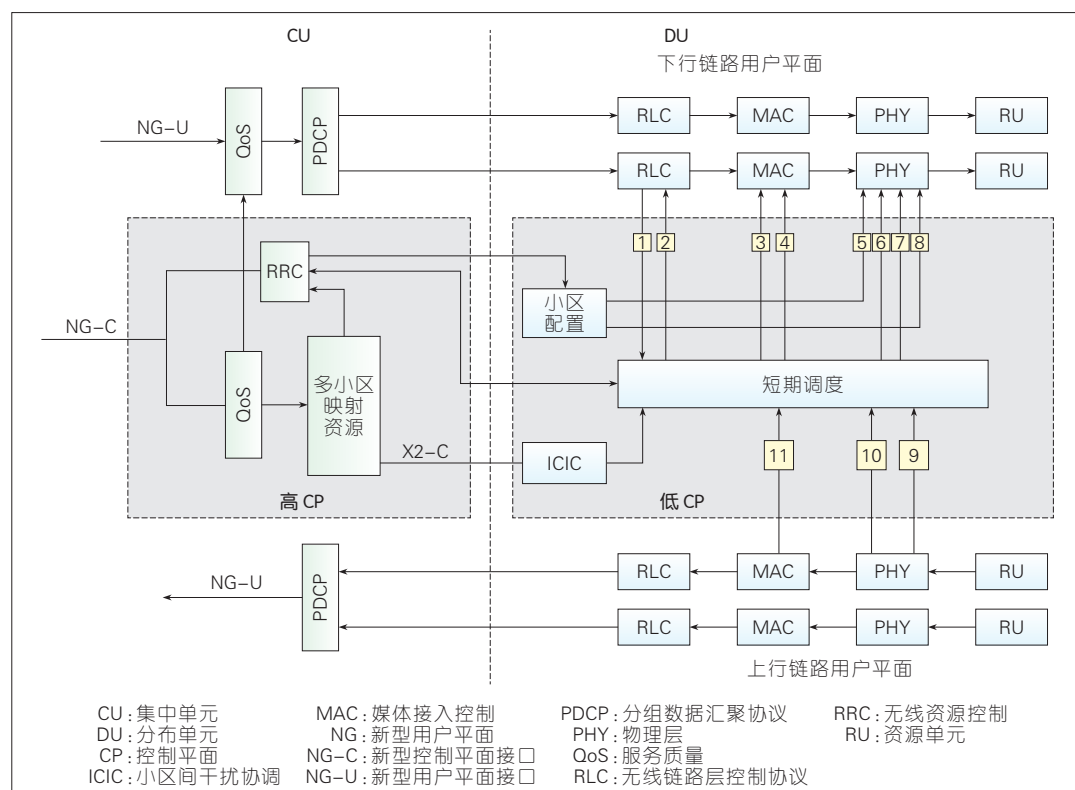 CU
DU
下行链路用户平面
NG-U
QoS
PDCP
RLC
MAC
PHY
RU
RLC
MAC
PHY
RU
1
2
3
4
5
6
7
8
RRC
小区
配置
NG-C
QoS
多小区
映射
资源
短期调度
X2-C
ICIC
11
10
9
高 CP
低 CP
NG-U
PDCP
RLC
MAC
PHY
RU
RLC
MAC
PHY
RU
上行链路用户平面
CU:集中单元
DU:分布单元
CP:控制平面
ICIC:小区间干扰协调
MAC:媒体接入控制
NG:新型用户平面
NG-C:新型控制平面接口
NG-U:新型用户平面接口
PDCP:分组数据汇聚协议
PHY:物理层
QoS:服务质量
RLC:无线链路层控制协议
RRC:无线资源控制
RU:资源单元